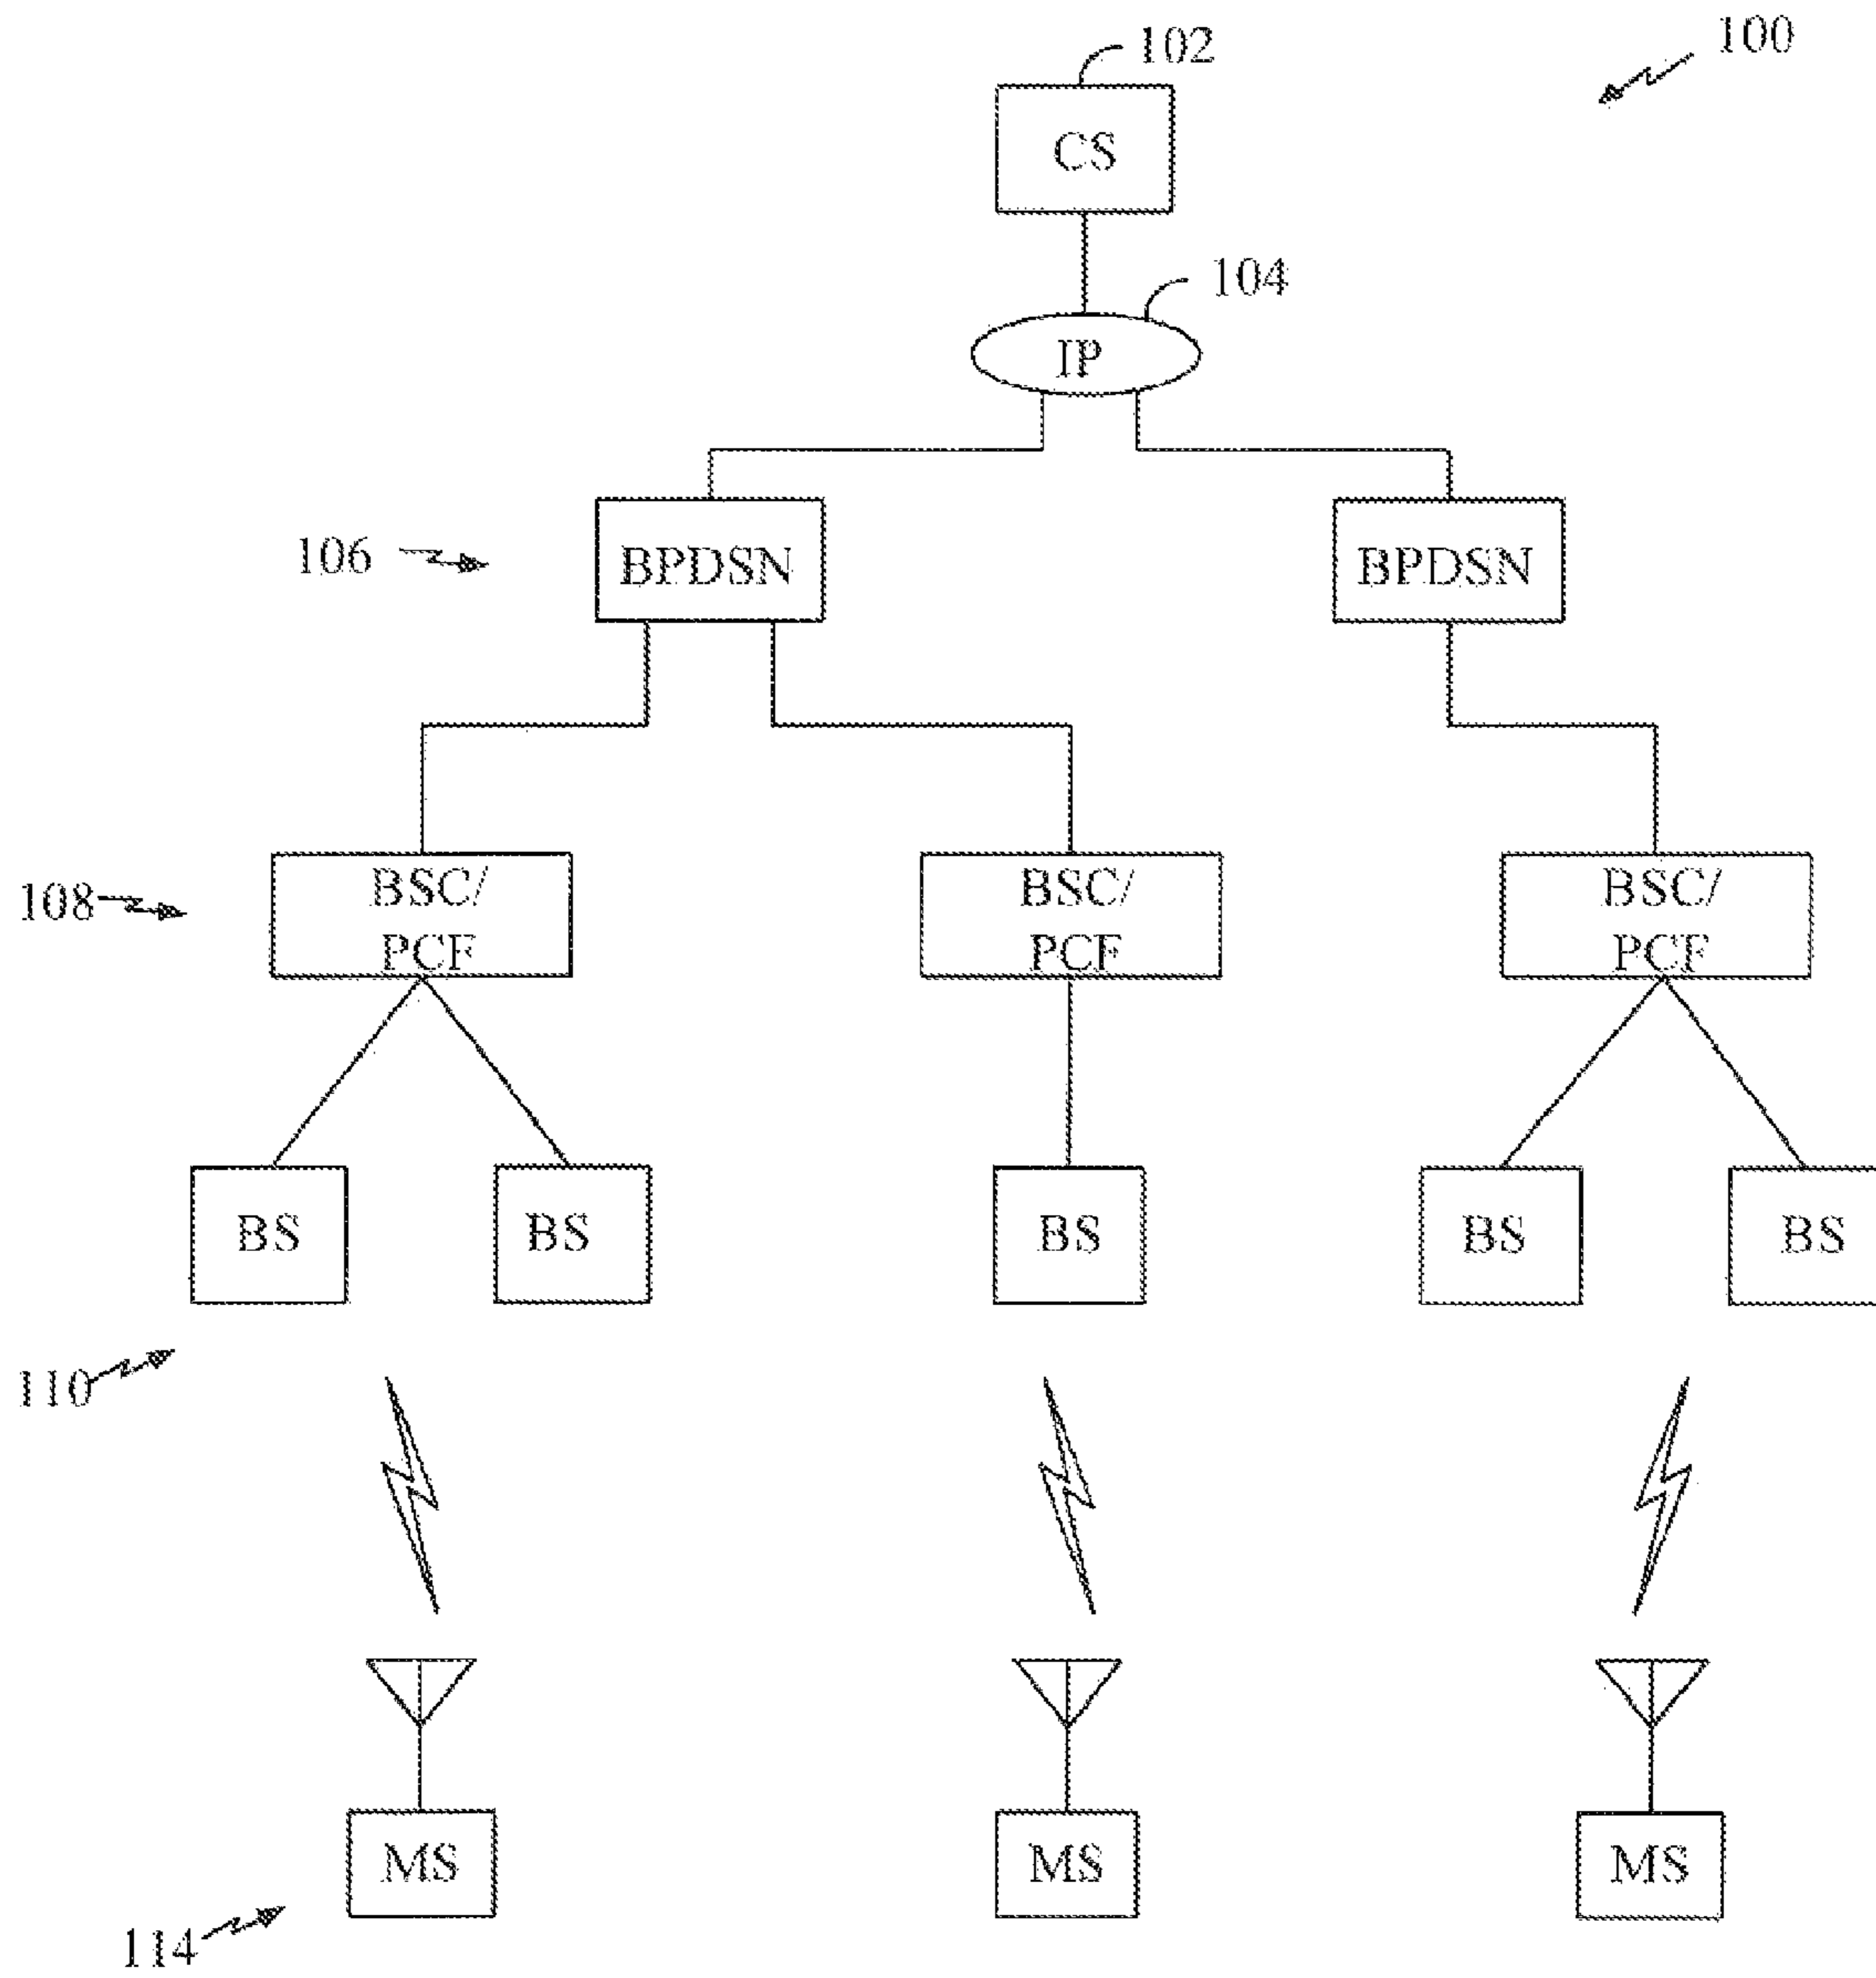 102
100
CS
104
IP
106
BPDSN
BPDSN
108
BSC/
PCF
BSC/
PCF
BSC/
PCF
BS
BS
BS
BS
BS
110
MS
MS
MS
114